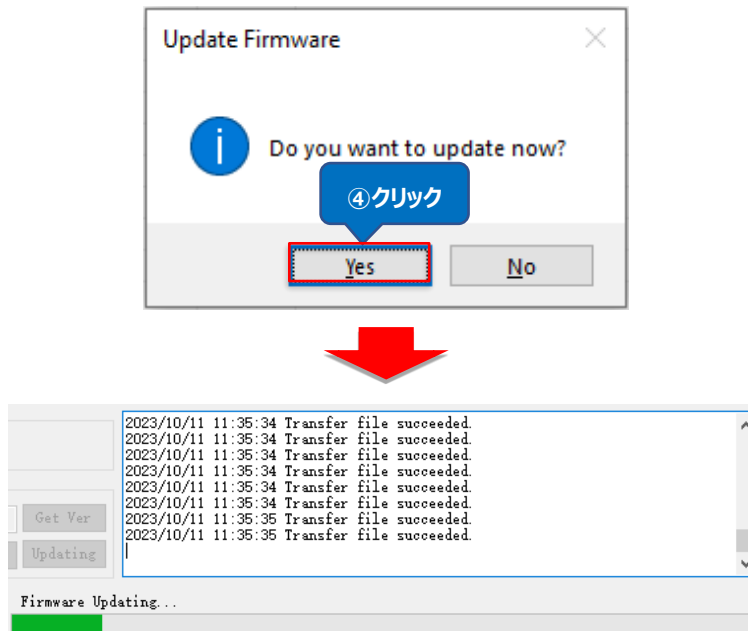 Update Firmware
Do you want to update now?
④クリック
Yes
No
2023/10/11 11:35:34 Transfer file succeeded.
2023/10/11 11:35:34 Transfer file succeeded.
2023/10/11 11:35:34 Transfer file succeeded.
2023/10/11 11:35:34 Transfer file succeeded.
2023/10/11 11:35:34 Transfer file succeeded.
2023/10/11 11:35:34 Transfer file succeeded.
2023/10/11 11:35:35 Transfer file succeeded.
2023/10/11 11:35:35 Transfer file succeeded.
Get Ver
Updating
Firmware Updating...